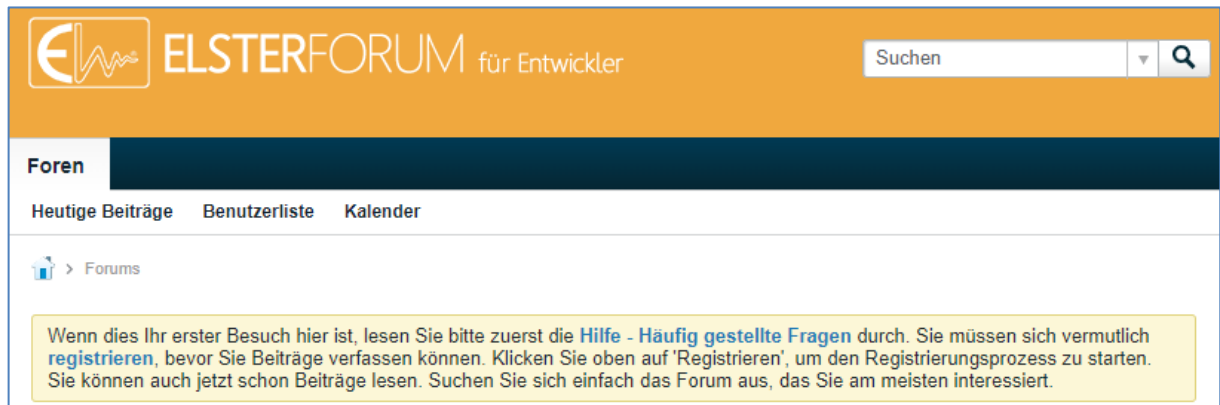 ELSTERFORUM für Entwickler
Suchen
Foren
Heutige Beiträge Benutzerliste Kalender
> Forums
Wenn dies Ihr erster Besuch hier ist, lesen Sie bitte zuerst die Hilfe - Häufig gestellte Fragen durch. Sie müssen sich vermutlich
registrieren, bevor Sie Beiträge verfassen können. Klicken Sie oben auf 'Registrieren', um den Registrierungsprozess zu starten.
Sie können auch jetzt schon Beiträge lesen. Suchen Sie sich einfach das Forum aus, das Sie am meisten interessiert.